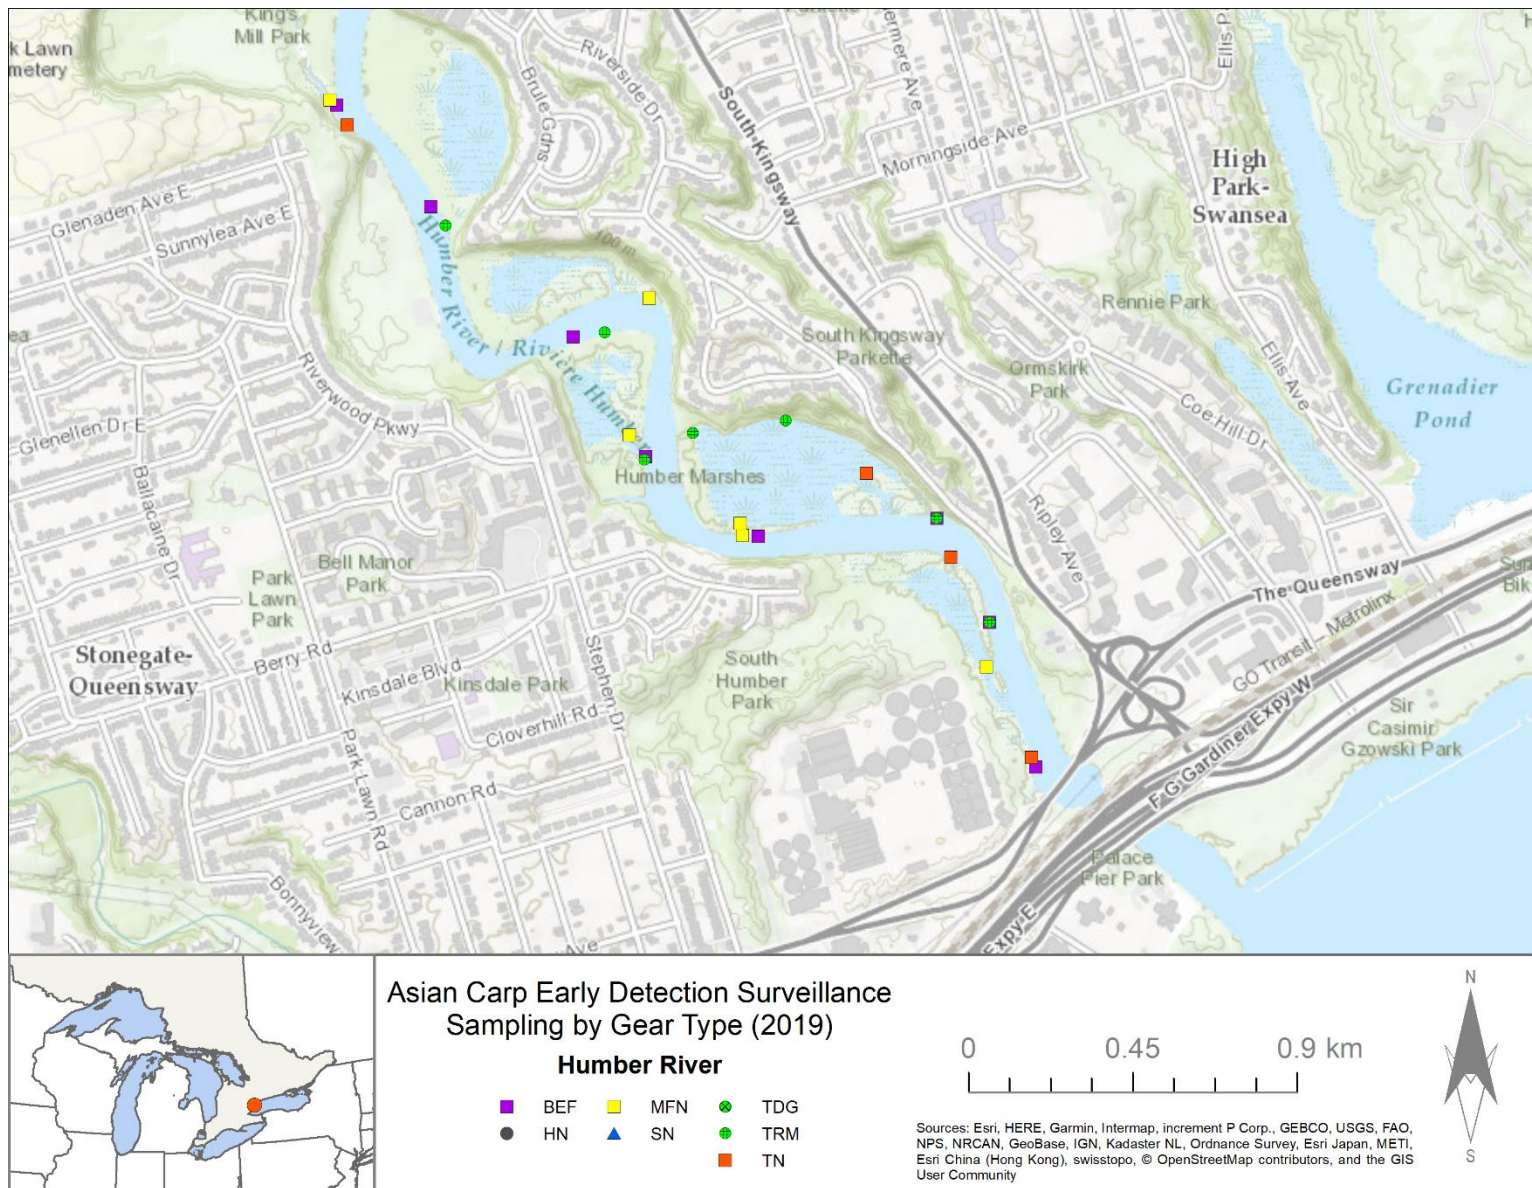 King's
Mill Park
k Lawn
metery
Riverside Dr
Brule Gdns
South Kingsway
Ellis P
Morningside Ave
High
Park-
Swansea
Glenaden Ave E
Sunnylea Ave E
100 m
Humber River / Rivière Humber
Rennie Park
South Kingsway
Parkette
Ormskirk
Park
Ellis Ave
Grenadier
Pond
ea
Riverwood Pkwy
Coe Hill Dr
Glenellen Dr E
Ballacaine Dr
Humber Marshes
Ripley Ave
Bell Manor
Park
Park
Lawn
Park
The Queensway
Sun
Bik
GO Transit – Metrolinx
Stonegate-
Queensway
Berry Rd
Kinsdale Blvd
Kinsdale Park
Stephen Dr
South
Humber
Park
Cloverhill Rd
Sir
Casimir
Gzowski Park
F G Gardiner Expy W
Park Lawn Rd
Cannon Rd
Palace
Pier Park
Bonnyview
Ave
Expy E
Asian Carp Early Detection Surveillance
Sampling by Gear Type (2019)
Humber River
BEF MFN TDG
HN SN TRM
TN
0 0.45 0.9 km
N
S
Sources: Esri, HERE, Garmin, Intermap, increment P Corp., GEBCO, USGS, FAO,
NPS, NRCAN, GeoBase, IGN, Kadaster NL, Ordnance Survey, Esri Japan, METI,
Esri China (Hong Kong), swisstopo, © OpenStreetMap contributors, and the GIS
User Community